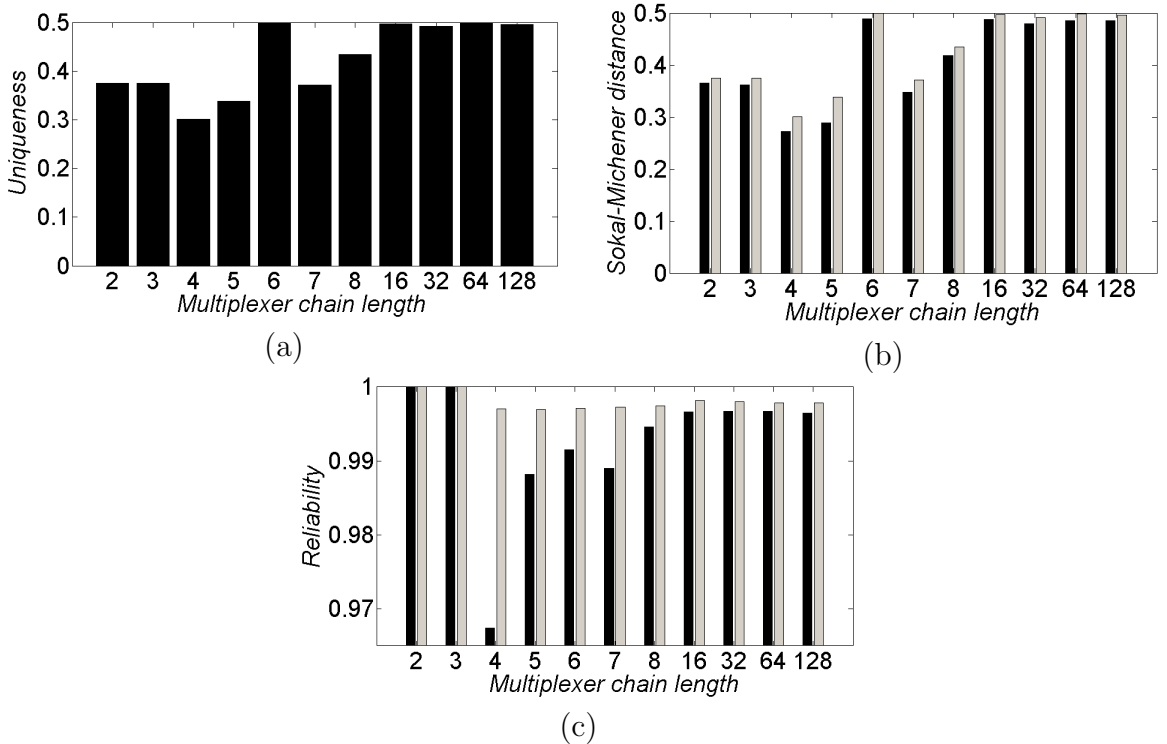 0.5
0.4
0.3
0.2
0.1
0
Uniqueness
2 3 4 5 6 7 8 16 32 64 128
Multiplexer chain length
(a)
0.5
0.4
0.3
0.2
0.1
0
Sokal-Michener distance
2 3 4 5 6 7 8 16 32 64 128
Multiplexer chain length
(b)
1
0.99
0.98
0.97
Reliability
2 3 4 5 6 7 8 16 32 64 128
Multiplexer chain length
(c)